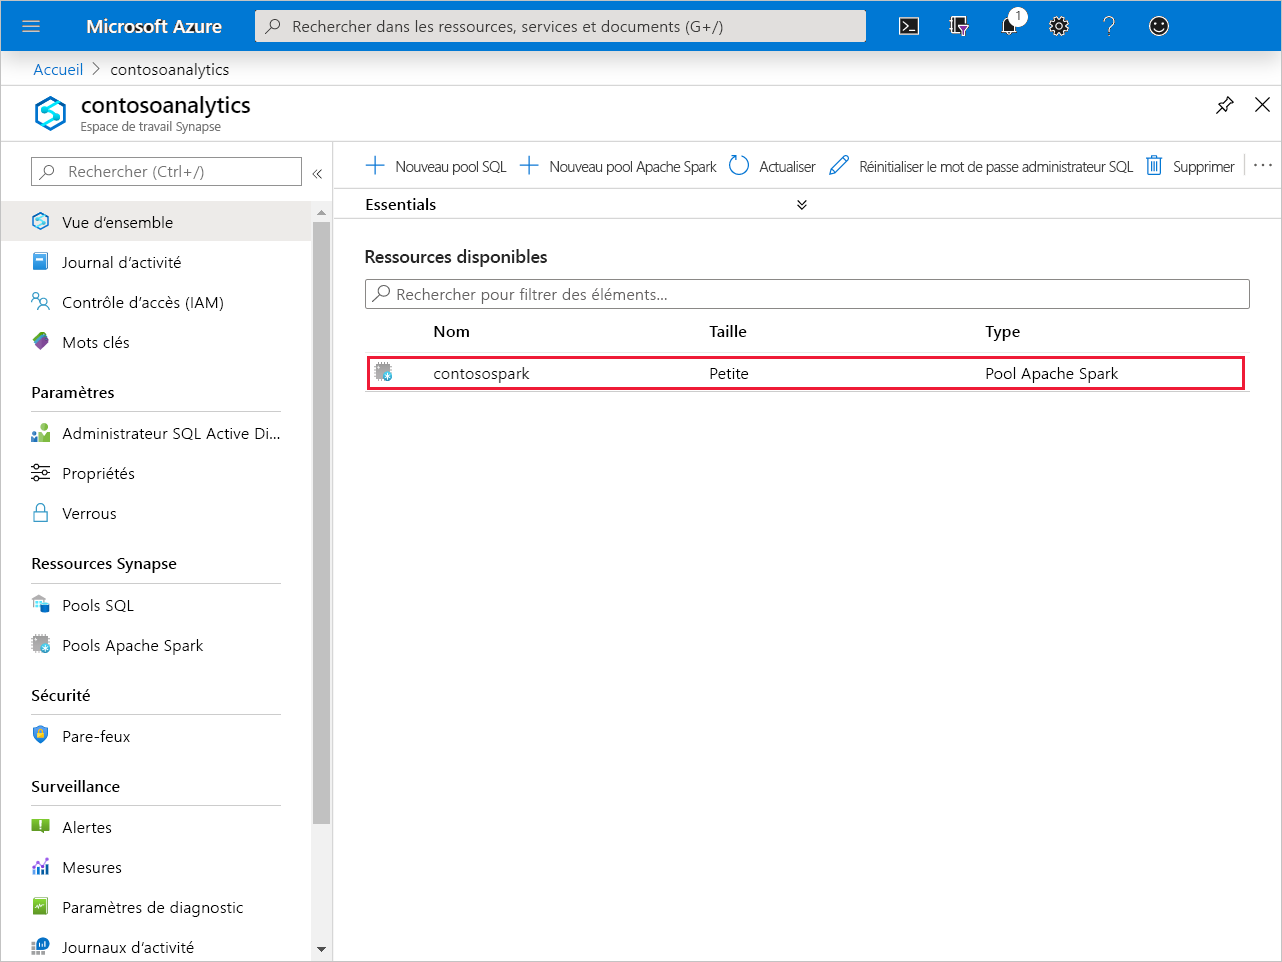 Microsoft Azure
Rechercher dans les ressources, services et documents (G+/)
1
Accueil > contosoanalytics
contosoanalytics
Espace de travail Synapse
Rechercher (Ctrl+/)
«
Vue d'ensemble
Journal d'activité
Contrôle d'accès (IAM)
Mots clés
Paramètres
Administrateur SQL Active Di...
Propriétés
Verrous
Ressources Synapse
Pools SQL
Pools Apache Spark
Sécurité
Pare-feux
Surveillance
Alertes
Mesures
Paramètres de diagnostic
Journaux d'activité
Nouveau pool SQL Nouveau pool Apache Spark Actualiser Réinitialiser le mot de passe administrateur SQL Supprimer ...
Essentials
Ressources disponibles
Rechercher pour filtrer des éléments...
Nom Taille Type
contosospark Petite Pool Apache Spark